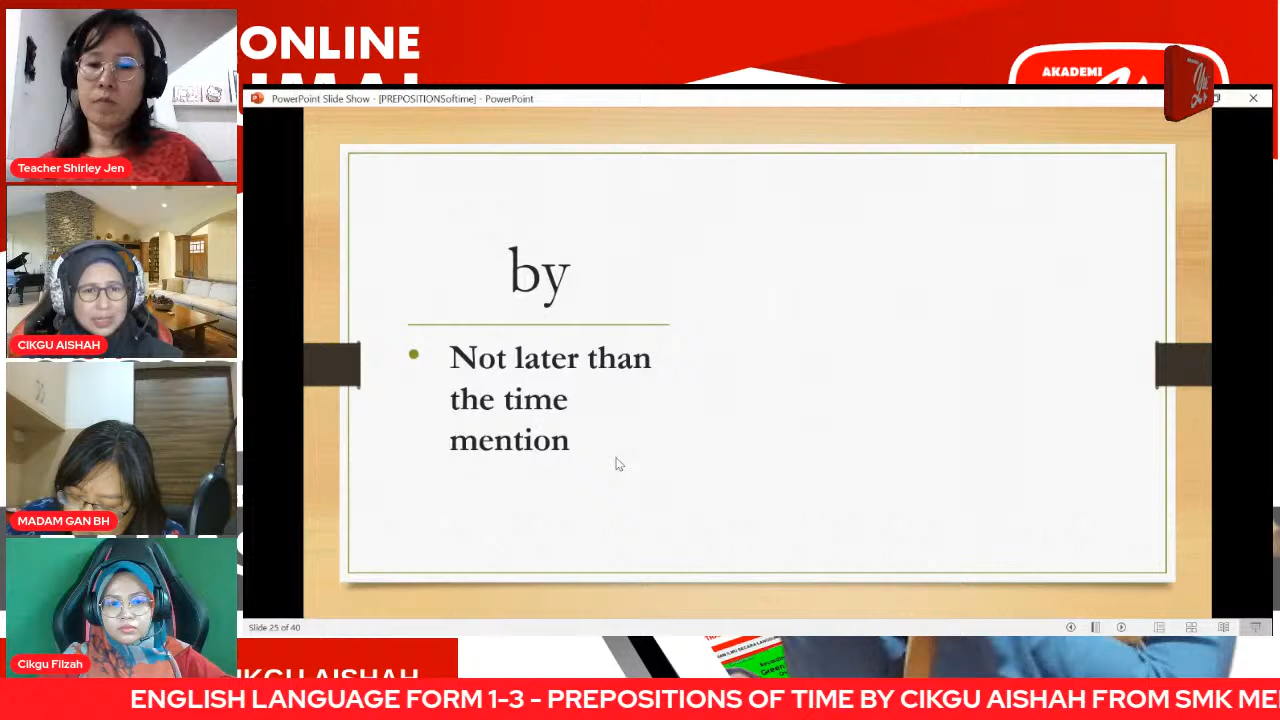 ONLINE
AKADEMI
Teacher Shirley Jen
CIKGU AISHAH
MADAM GAN BH
Cikgu Filzah
PowerPoint Slide Show - [PREPOSITIONSoftime] - PowerPoint
by
Not later than
the time
mention
Slide 25 of 40
ENGLISH LANGUAGE FORM 1-3 - PREPOSITIONS OF TIME BY CIKGU AISHAH FROM SMK ME